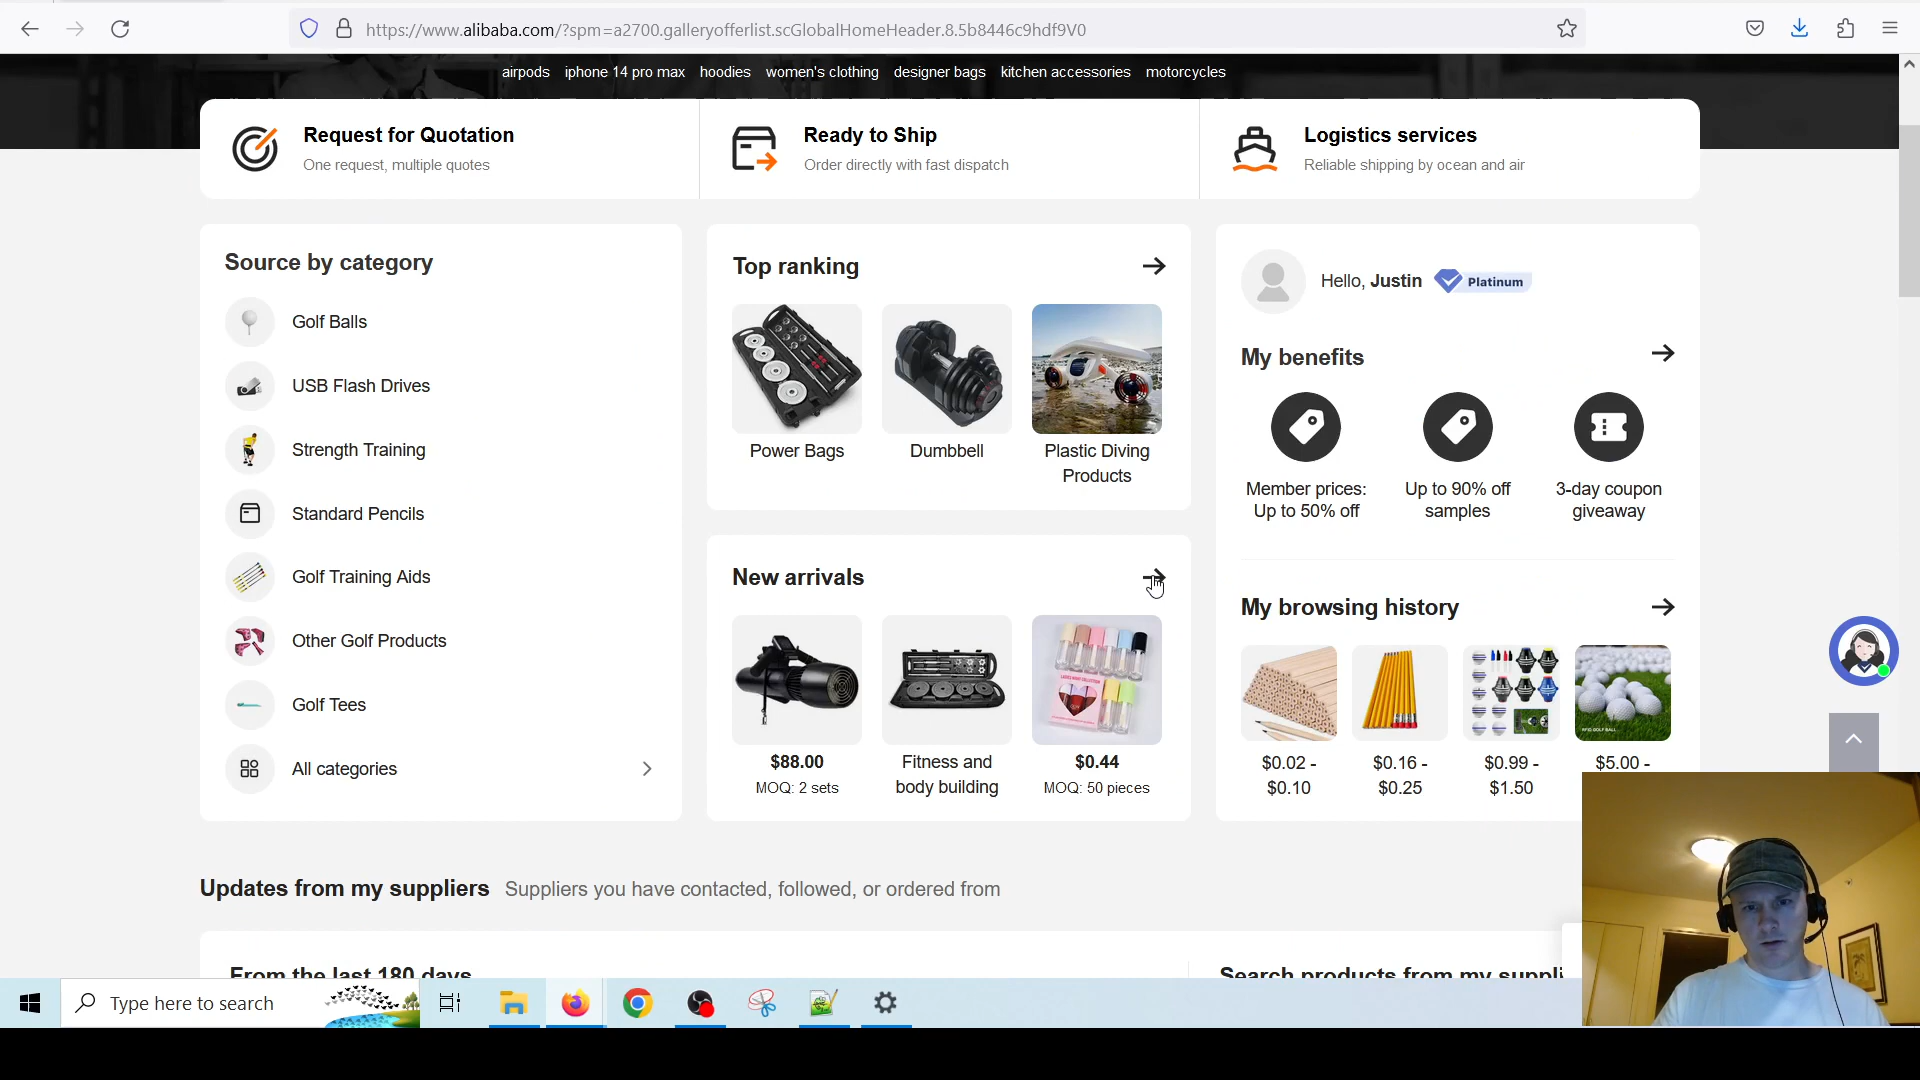 https://www.alibaba.com/?spm=a2700.galleryofferlist.scGlobalHomeHeader.8.5b8446c9hdf9V0
airpods iphone 14 pro max hoodies women's clothing designer bags kitchen accessories motorcycles
Request for Quotation
One request, multiple quotes
Ready to Ship
Order directly with fast dispatch
Logistics services
Reliable shipping by ocean and air
Source by category
Golf Balls
USB Flash Drives
Strength Training
Standard Pencils
Golf Training Aids
Other Golf Products
Golf Tees
All categories
Top ranking
Power Bags
Dumbbell
Plastic Diving
Products
New arrivals
$88.00
MOQ: 2 sets
Fitness and
body building
$0.44
MOQ: 50 pieces
Hello, Justin
Platinum
My benefits
Member prices:
Up to 50% off
Up to 90% off
samples
3-day coupon
giveaway
My browsing history
$0.02 -
$0.10
$0.16 -
$0.25
$0.99 -
$1.50
$5.00 -
Updates from my suppliers Suppliers you have contacted, followed, or ordered from
From the last 180 days
Search products from my suppli
Type here to search